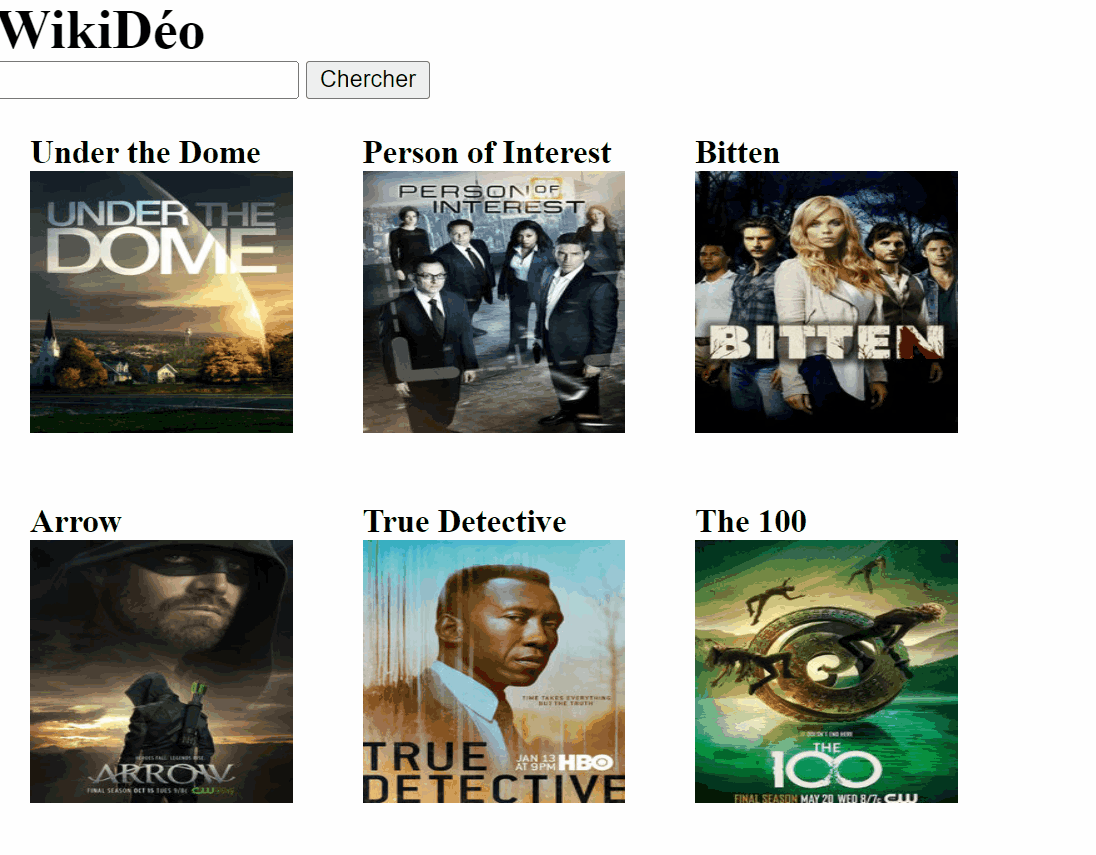 WikiDéo
Chercher
Under the Dome
Person of Interest
Bitten
UNDER THE
DOME
PERSON OF
INTEREST
BITTEN
Arrow
True Detective
The 100
HEROES FALL. LEGENDS RISE.
ARROW
FINAL SEASON OCT 15 TUES 9/8c CW
TIME TAKES EVERYTHING
BUT THE TRUTH
TRUE
JAN 13
AT 9PM HBO
DETECTIVE
IT DOESN'T END HERE
THE
100
FINAL SEASON MAY 20 WED 8/7c CW